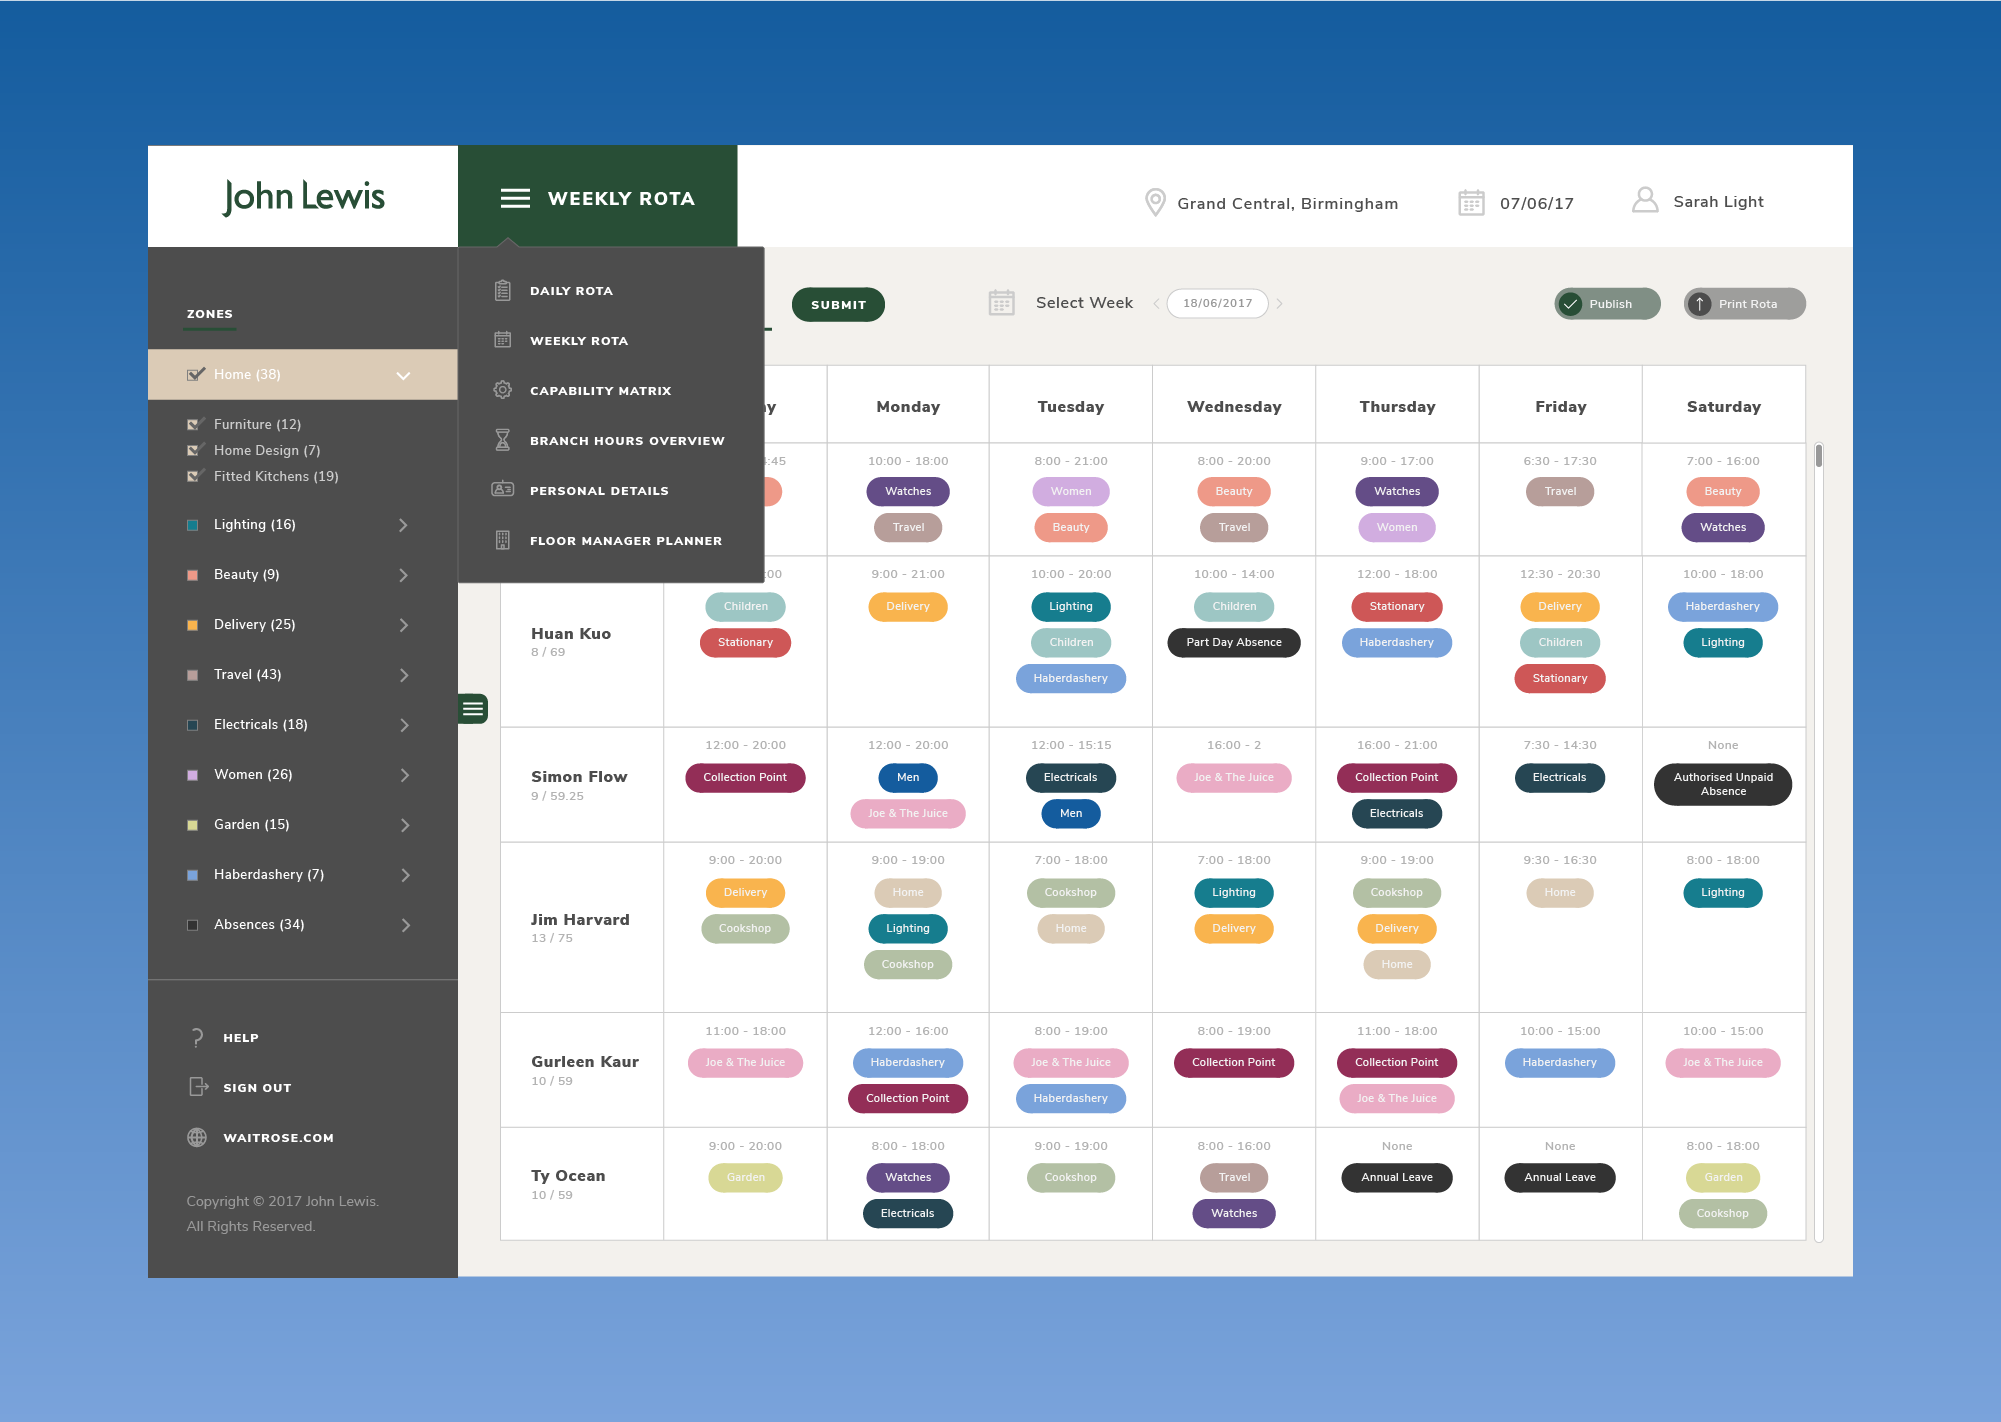 John Lewis
WEEKLY ROTA
Grand Central, Birmingham
07/06/17
Sarah Light
ZONES
Home (38)
Furniture (12)
Home Design (7)
Fitted Kitchens (19)
Lighting (16)
Beauty (9)
Delivery (25)
Travel (43)
Electricals (18)
Women (26)
Garden (15)
Haberdashery (7)
Absences (34)
HELP
SIGN OUT
WAITROSE.COM
Copyright © 2017 John Lewis.
All Rights Reserved.
DAILY ROTA
WEEKLY ROTA
CAPABILITY MATRIX
BRANCH HOURS OVERVIEW
PERSONAL DETAILS
FLOOR MANAGER PLANNER
SUBMIT
Select Week
18/06/2017
Publish
Print Rota
Monday
Tuesday
Wednesday
Thursday
Friday
Saturday
10:00 - 18:00
Watches
Travel
8:00 - 21:00
Women
Beauty
8:00 - 20:00
Beauty
Travel
9:00 - 17:00
Watches
Women
6:30 - 17:30
Travel
7:00 - 16:00
Beauty
Watches
Huan Kuo
8 / 69
Children
Stationary
9:00 - 21:00
Delivery
10:00 - 20:00
Lighting
Children
Haberdashery
10:00 - 14:00
Children
Part Day Absence
12:00 - 18:00
Stationary
Haberdashery
12:30 - 20:30
Delivery
Children
Stationary
10:00 - 18:00
Haberdashery
Lighting
Simon Flow
9 / 59.25
12:00 - 20:00
Collection Point
12:00 - 20:00
Men
Joe & The Juice
12:00 - 15:15
Electricals
Men
16:00 - 2
Joe & The Juice
16:00 - 21:00
Collection Point
Electricals
7:30 - 14:30
Electricals
None
Authorised Unpaid
Absence
Jim Harvard
13 / 75
9:00 - 20:00
Delivery
Cookshop
9:00 - 19:00
Home
Lighting
Cookshop
7:00 - 18:00
Cookshop
Home
7:00 - 18:00
Lighting
Delivery
9:00 - 19:00
Cookshop
Delivery
Home
9:30 - 16:30
Home
8:00 - 18:00
Lighting
Gurleen Kaur
10 / 59
11:00 - 18:00
Joe & The Juice
12:00 - 16:00
Haberdashery
Collection Point
8:00 - 19:00
Joe & The Juice
Haberdashery
8:00 - 19:00
Collection Point
11:00 - 18:00
Collection Point
Joe & The Juice
10:00 - 15:00
Haberdashery
10:00 - 15:00
Joe & The Juice
Ty Ocean
10 / 59
9:00 - 20:00
Garden
8:00 - 18:00
Watches
Electricals
9:00 - 19:00
Cookshop
8:00 - 16:00
Travel
Watches
None
Annual Leave
None
Annual Leave
8:00 - 18:00
Garden
Cookshop